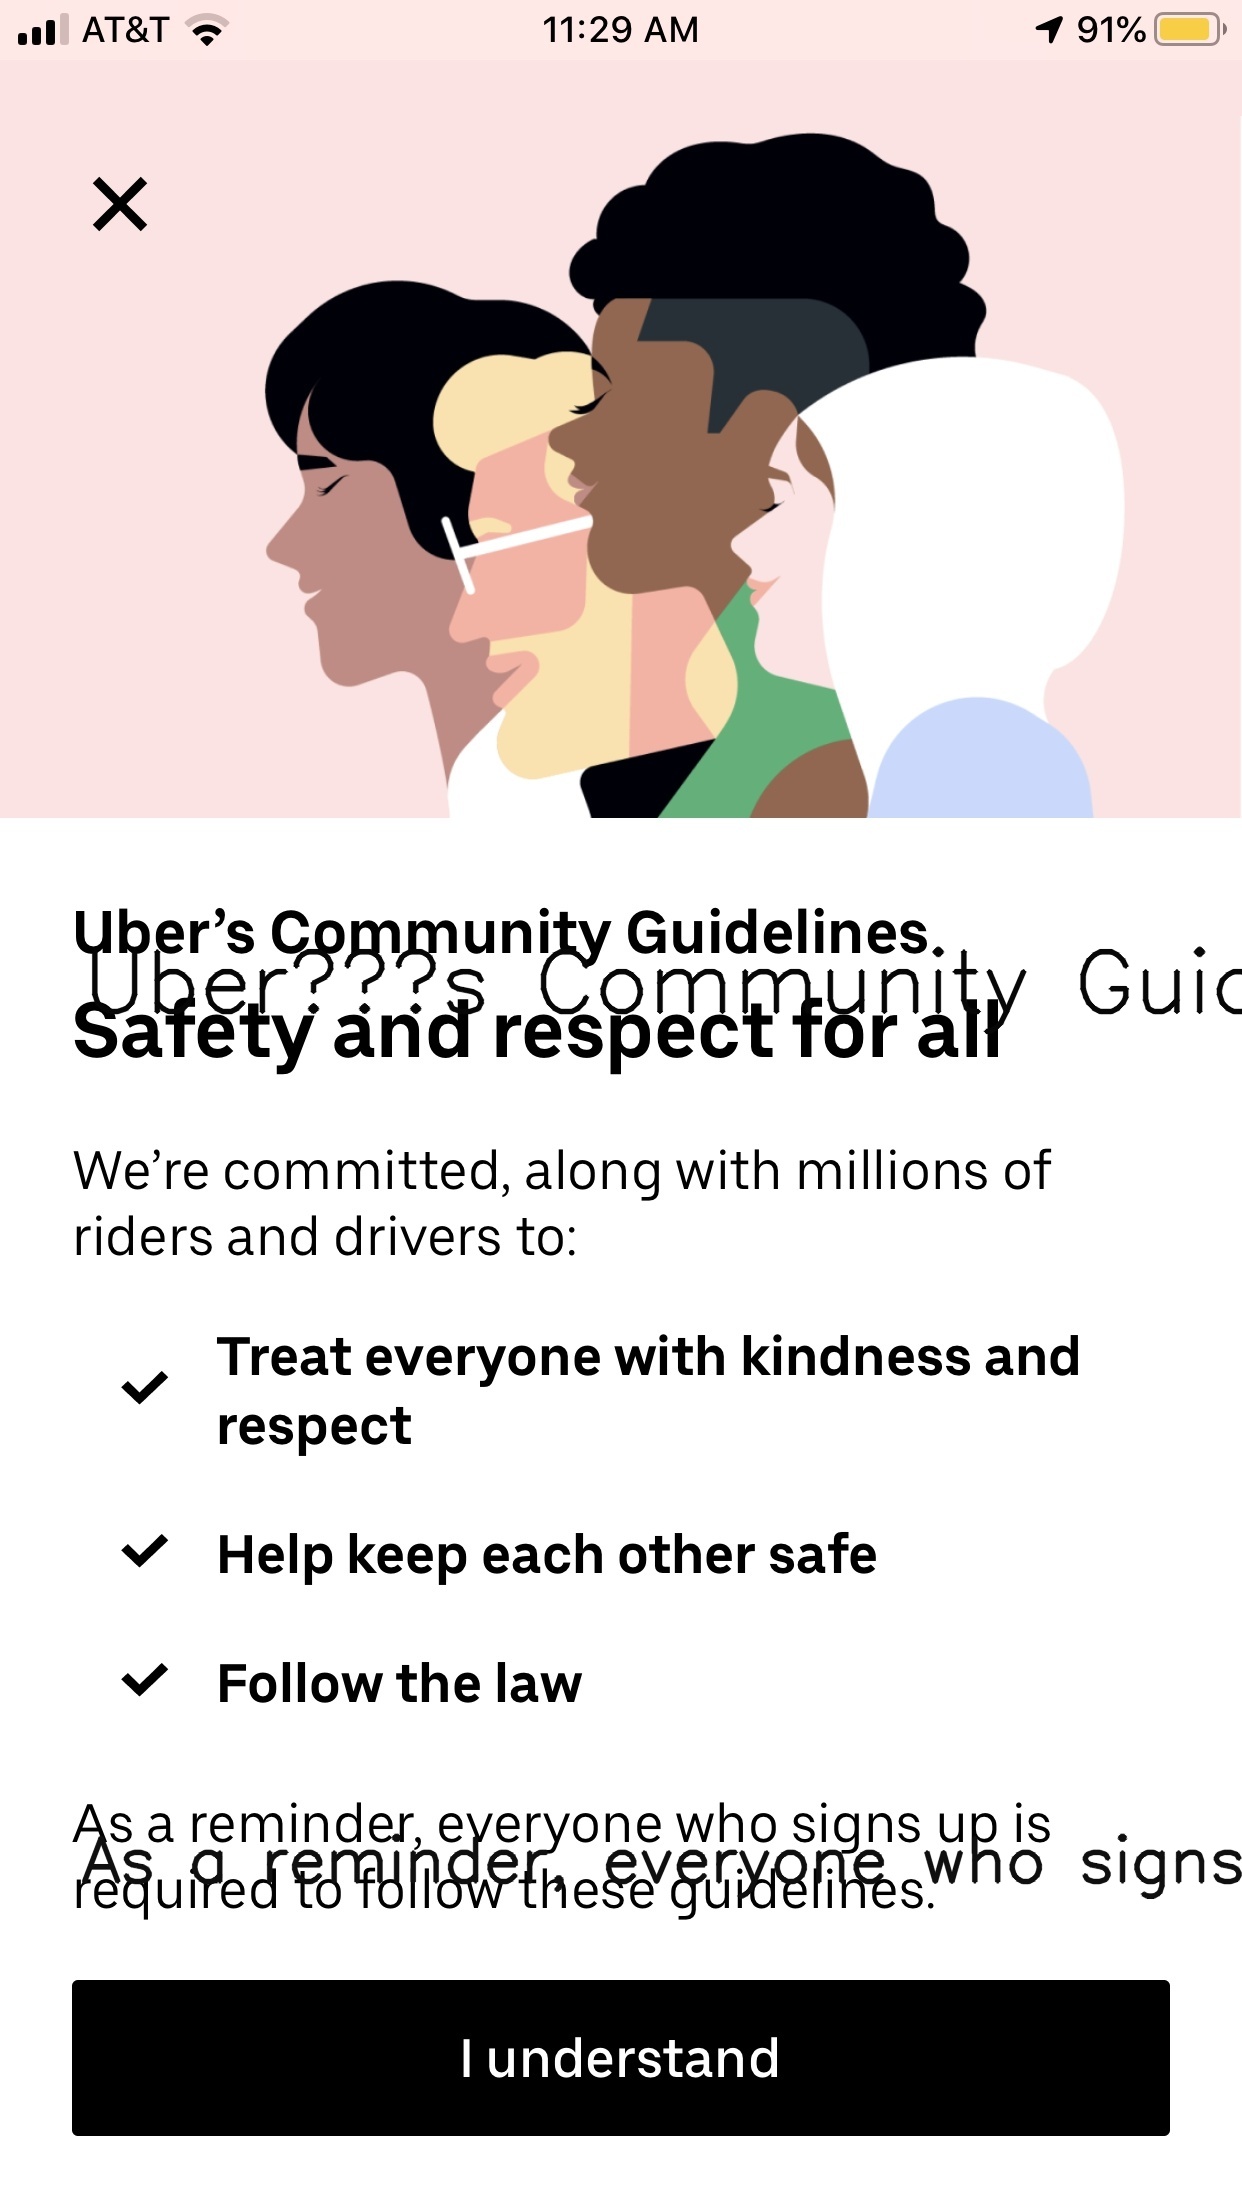 AT&T
11:29 AM
91%
Uber’s Community Guidelines
Uber???s Community Guid
Safety and respect for all
We’re committed, along with millions of
riders and drivers to:
Treat everyone with kindness and
respect
Help keep each other safe
Follow the law
As a reminder, everyone who signs up is
As a reminder, everyone who signs
required to follow these guidelines.
I understand